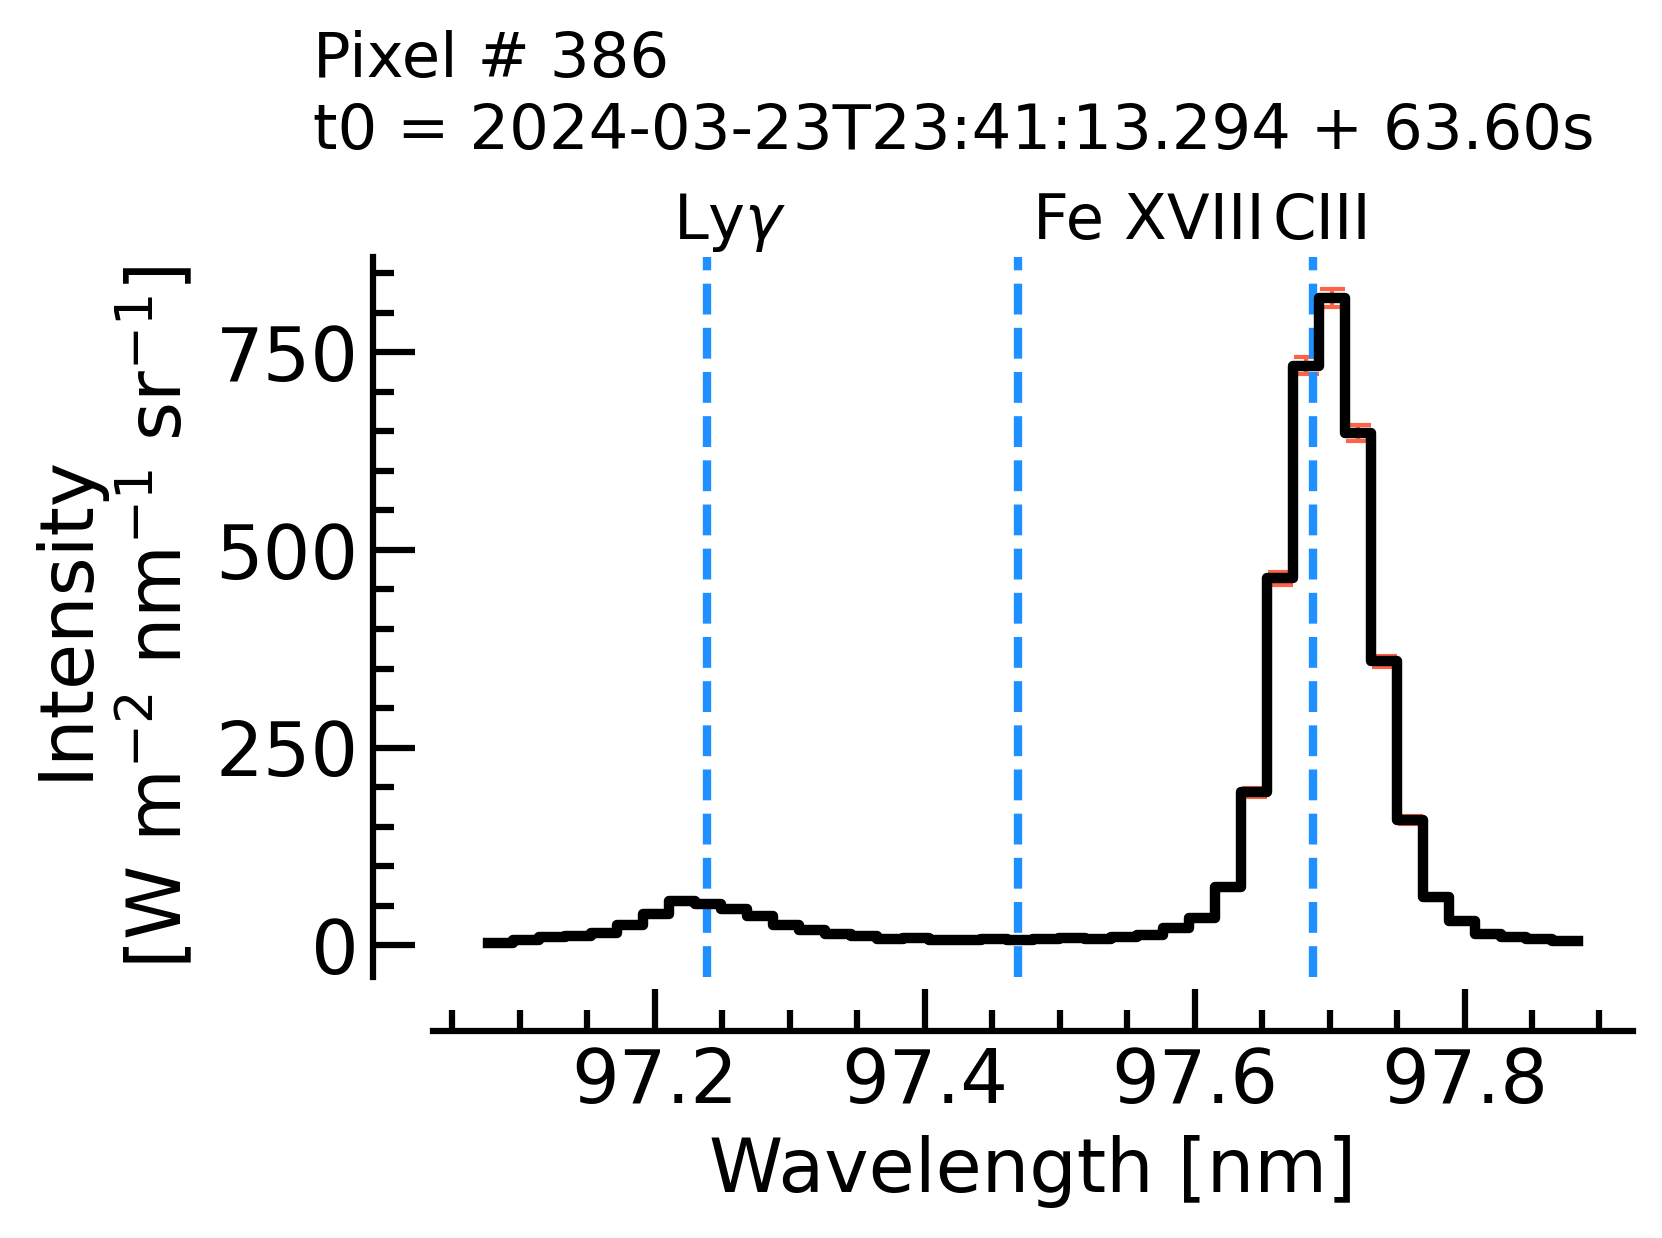 Pixel # 386
t0 = 2024-03-23T23:41:13.294 + 63.60s
Lyγ Fe XVIII CIII
Intensity
[W m⁻² nm⁻¹ sr⁻¹]
750
500
250
0
97.2 97.4 97.6 97.8
Wavelength [nm]